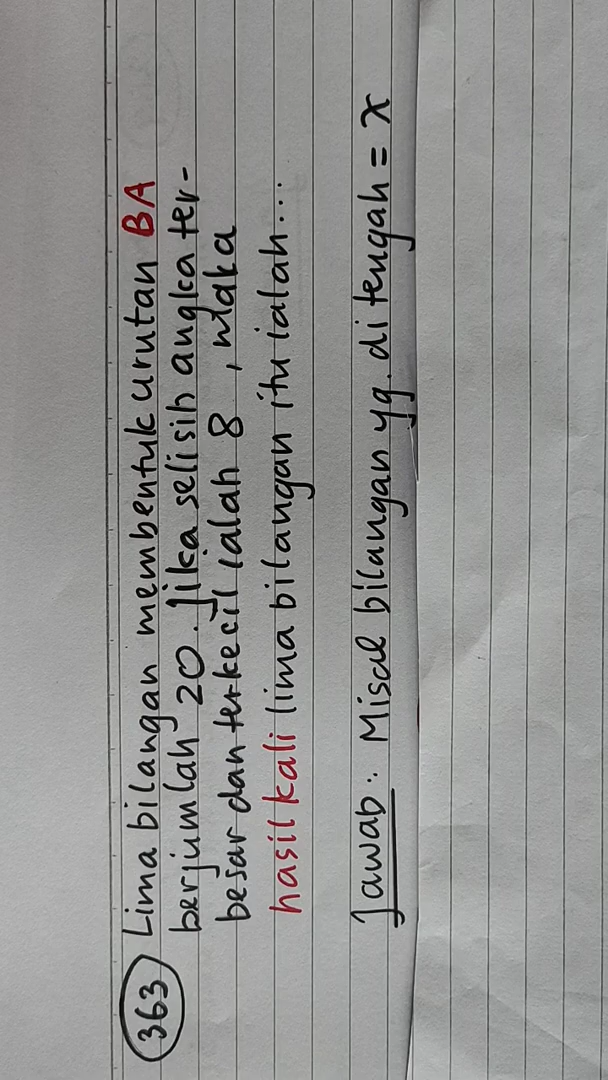 363 Lima bilangan membentuk urutan BA
berjumlah 20. Jika selisih angka ter-
besar dan terkecil ialah 8, maka
hasil kali lima bilangan itu ialah...
Jawab: Misal bilangan yg. di tengah = x